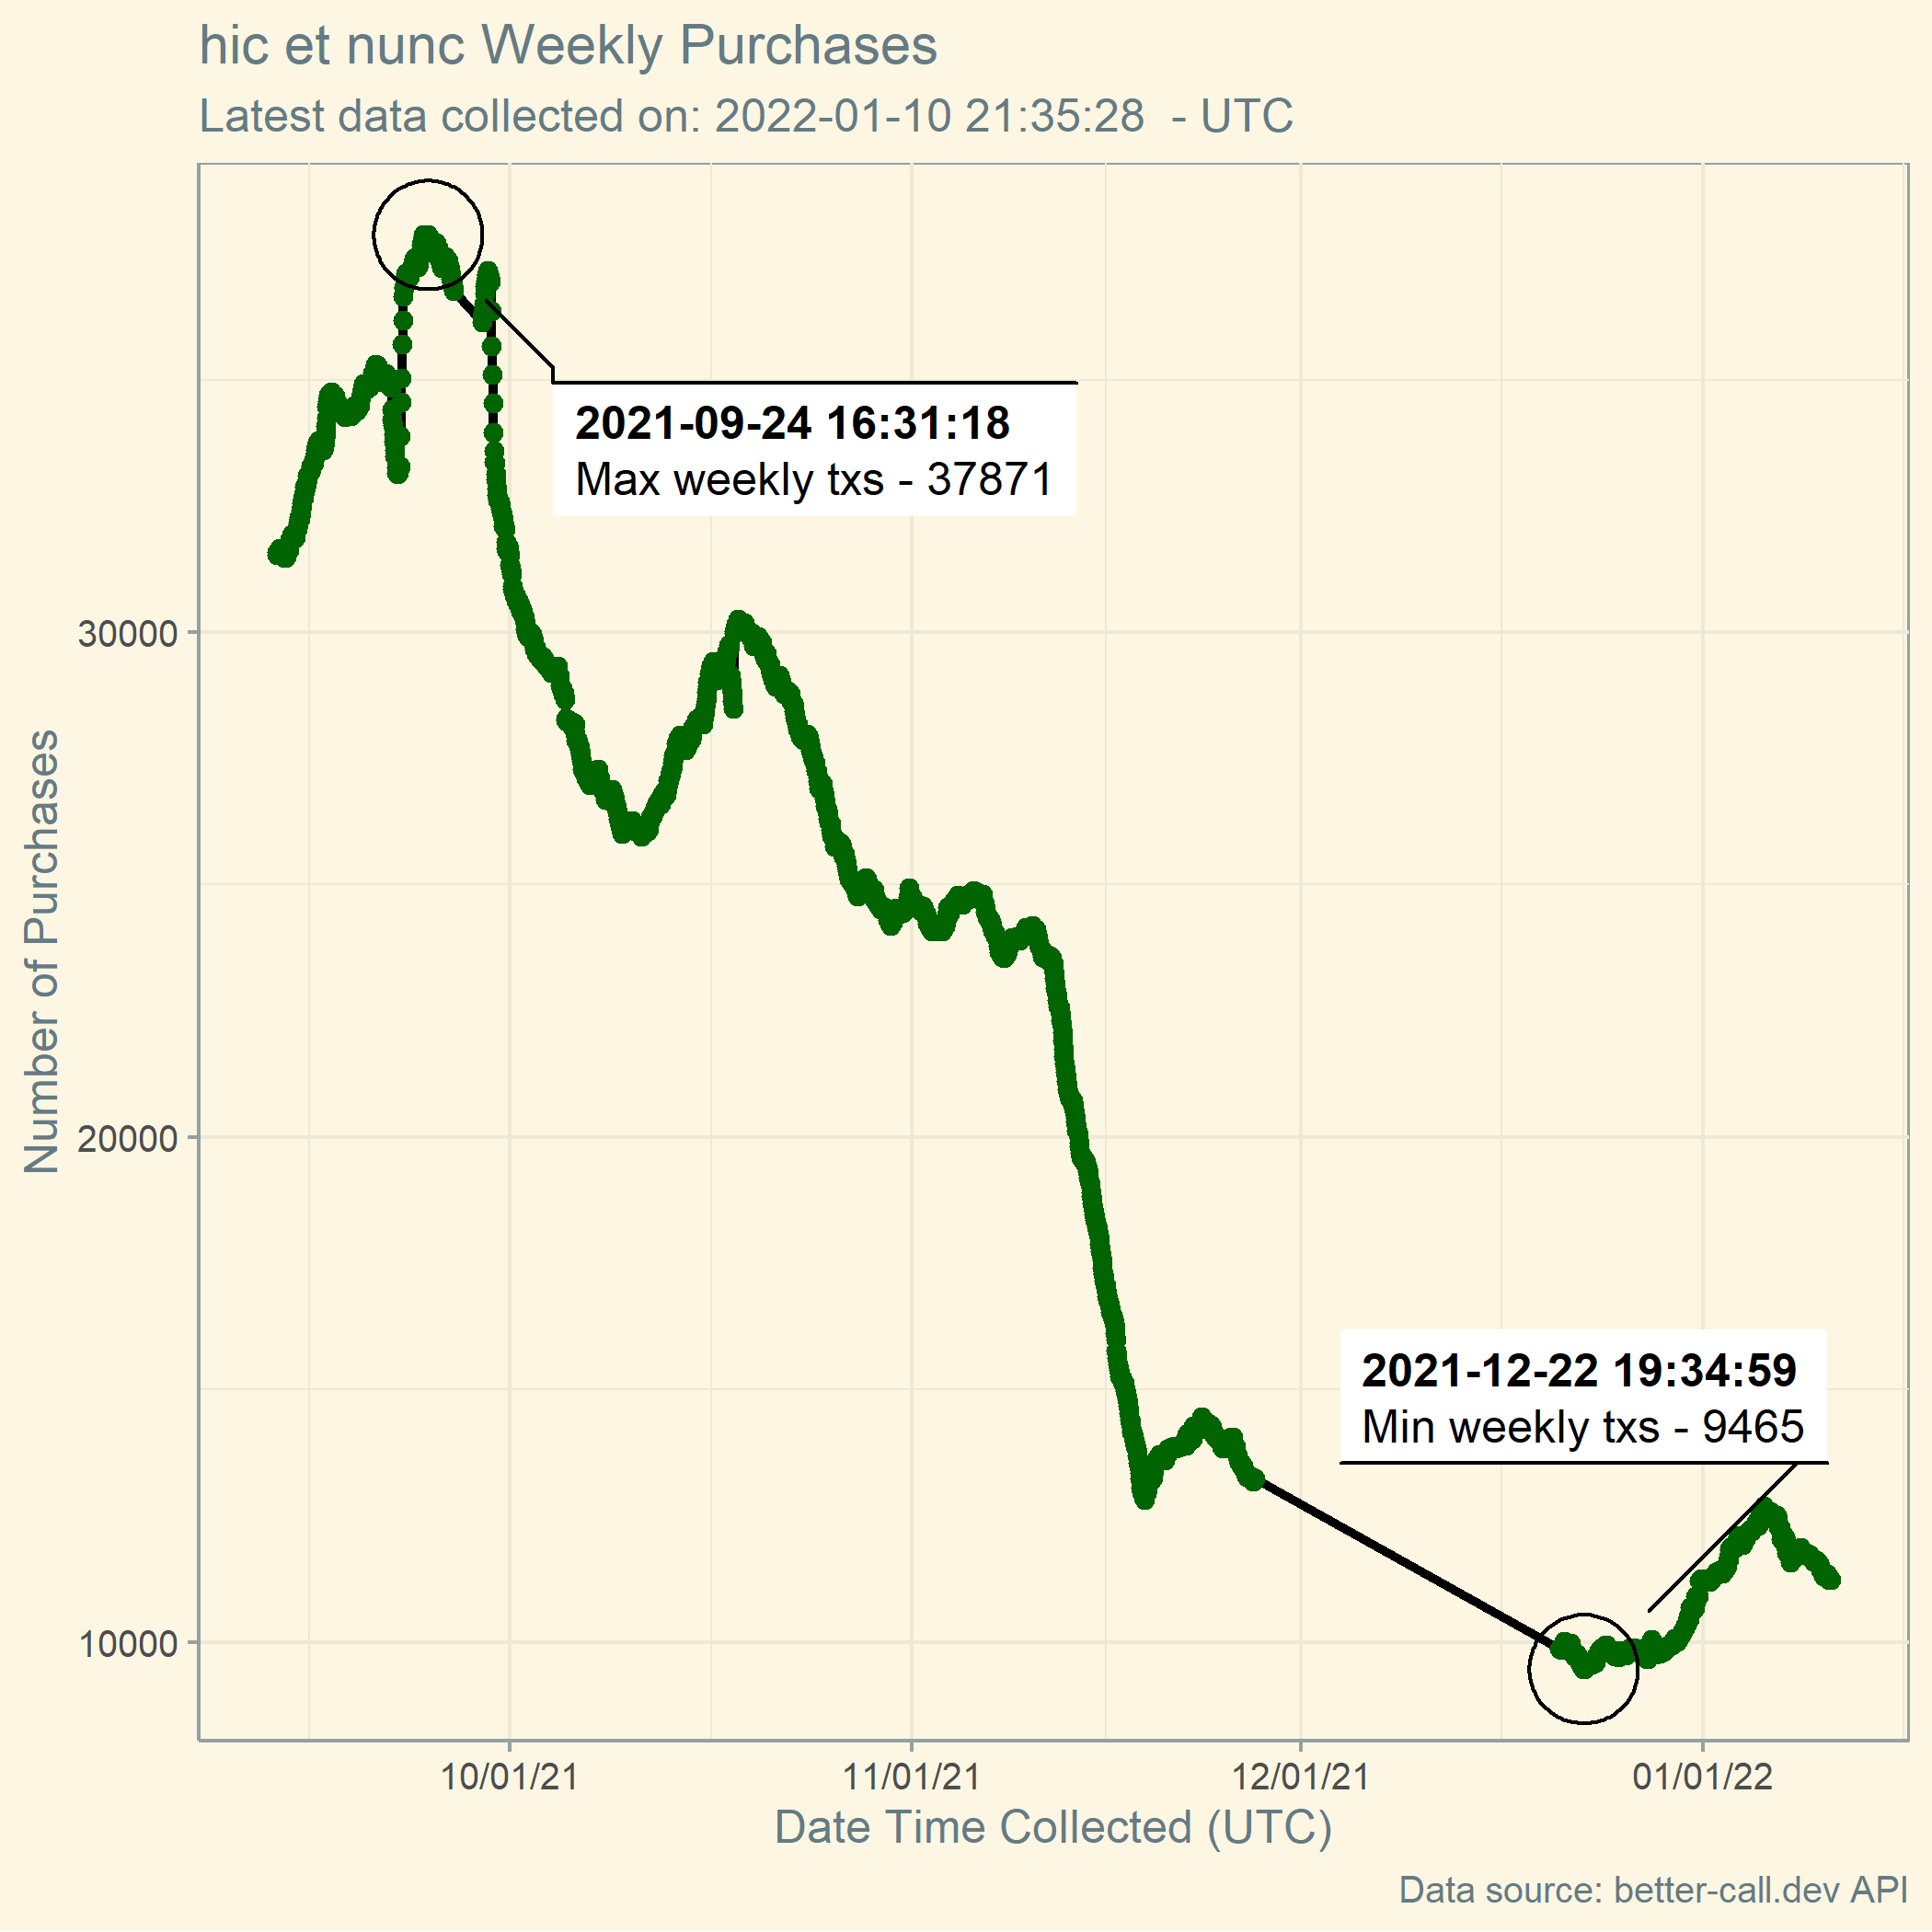 hic et nunc Weekly Purchases
Latest data collected on: 2022-01-10 21:35:28  - UTC
2021-09-24 16:31:18
Max weekly txs - 37871
30000
20000
10000
Number of Purchases
2021-12-22 19:34:59
Min weekly txs - 9465
10/01/21
11/01/21
12/01/21
01/01/22
Date Time Collected (UTC)
Data source: better-call.dev API